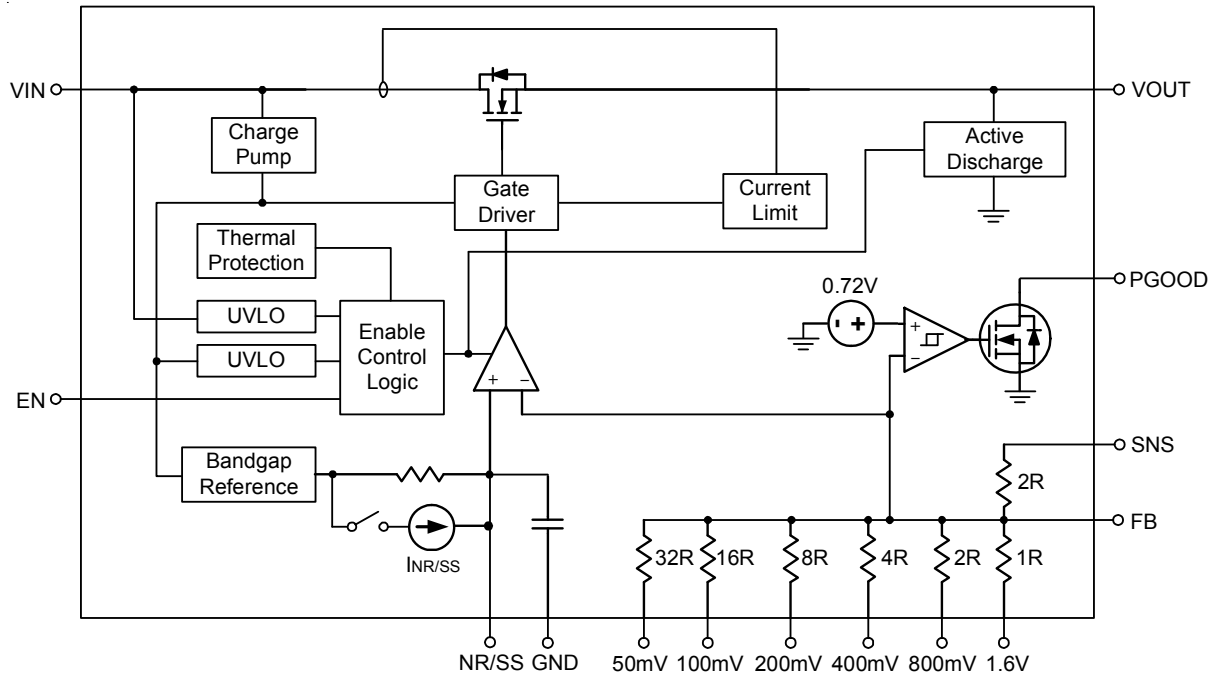 VIN
VOUT
Charge
Pump
Active
Discharge
Gate
Driver
Current
Limit
Thermal
Protection
PGOOD
0.72V
- +
+
−
UVLO
Enable
Control
Logic
UVLO
+ −
EN
SNS
Bandgap
Reference
2R
FB
INR/SS
32R 16R 8R 4R 2R 1R
NR/SS GND 50mV 100mV 200mV 400mV 800mV 1.6V